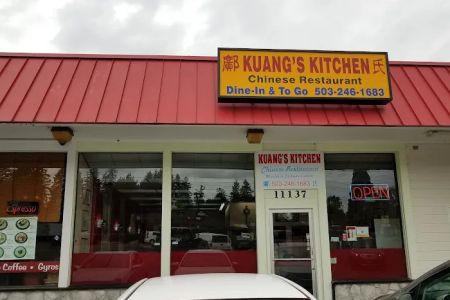 鄺 KUANG'S KITCHEN 氏
Chinese Restaurant
Dine-In & To Go 503-246-1683
KUANG'S KITCHEN
Chinese Restaurant
503-246-1683
11137
OPEN
Espresso
Coffee • Gyros